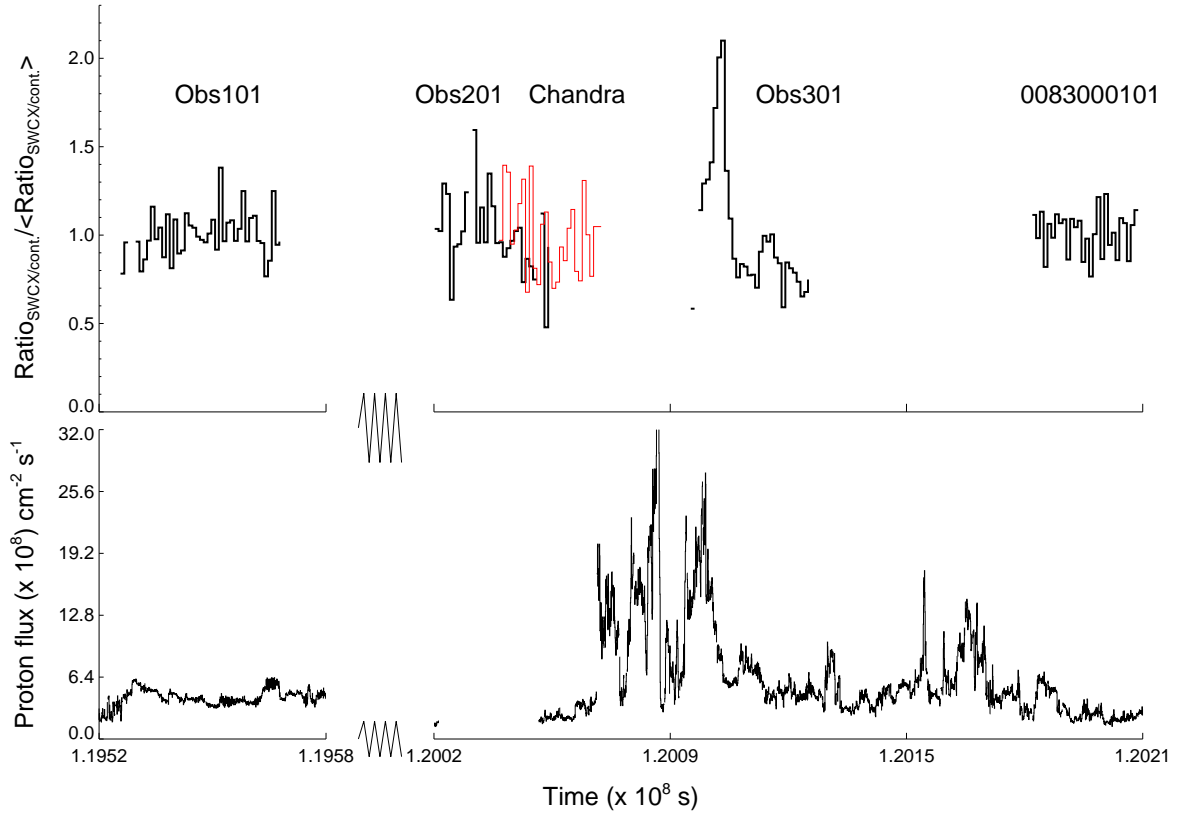 Ratio_SWCX/cont./<Ratio_SWCX/cont.>
2.0
1.5
1.0
0.5
0.0
Obs101 Obs201 Chandra Obs301 0083000101
Proton flux (x 10^8) cm^-2 s^-1
32.0
25.6
19.2
12.8
6.4
0.0
1.1952 1.1958 1.2002 1.2009 1.2015 1.2021
Time (x 10^8 s)